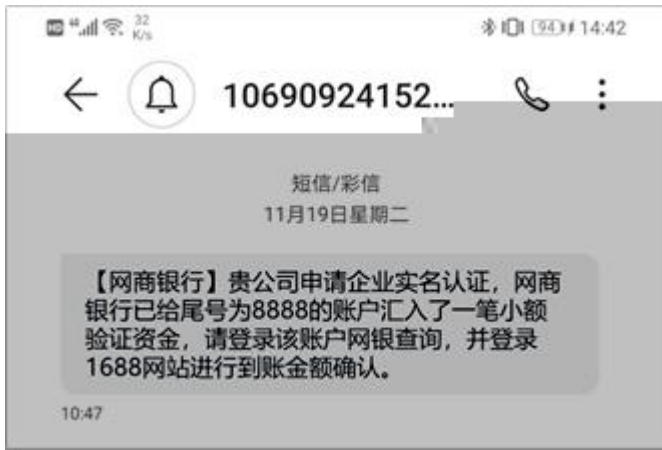 HD 4G 32 K/s 94 14:42
10690924152...
短信/彩信
11月19日星期二
【网商银行】贵公司申请企业实名认证，网商
银行已给尾号为8888的账户汇入了一笔小额
验证资金，请登录该账户网银查询，并登录
1688网站进行到账金额确认。
10:47